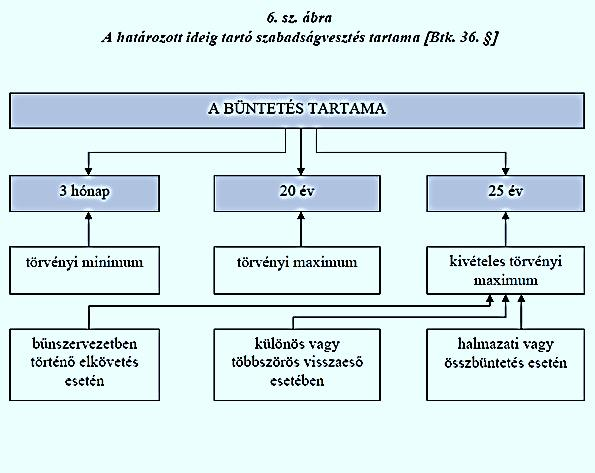 6. sz. ábra
A határozott ideig tartó szabadságvesztés tartama [Btk. 36. §]
A BÜNTETÉS TARTAMA
3 hónap
20 év
25 év
törvényi minimum
törvényi maximum
kivételes törvényi
maximum
bűnszervezetben
történő elkövetés
esetén
különös vagy
többszörös visszaeső
esetében
halmazati vagy
összbüntetés esetén